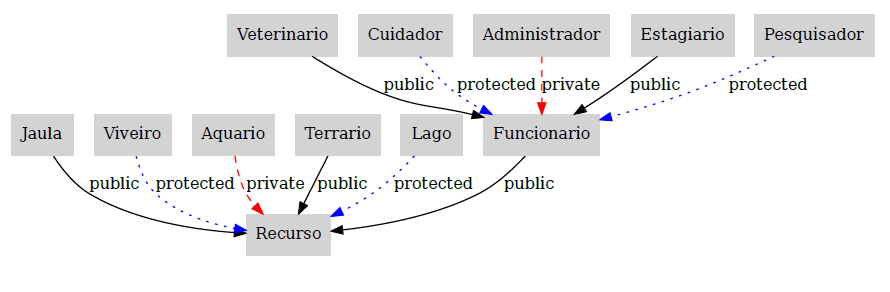 Veterinario Cuidador Administrador Estagiario Pesquisador
public protected private public protected
Jaula Viveiro Aquario Terrario Lago Funcionario
public protected private public protected public
Recurso